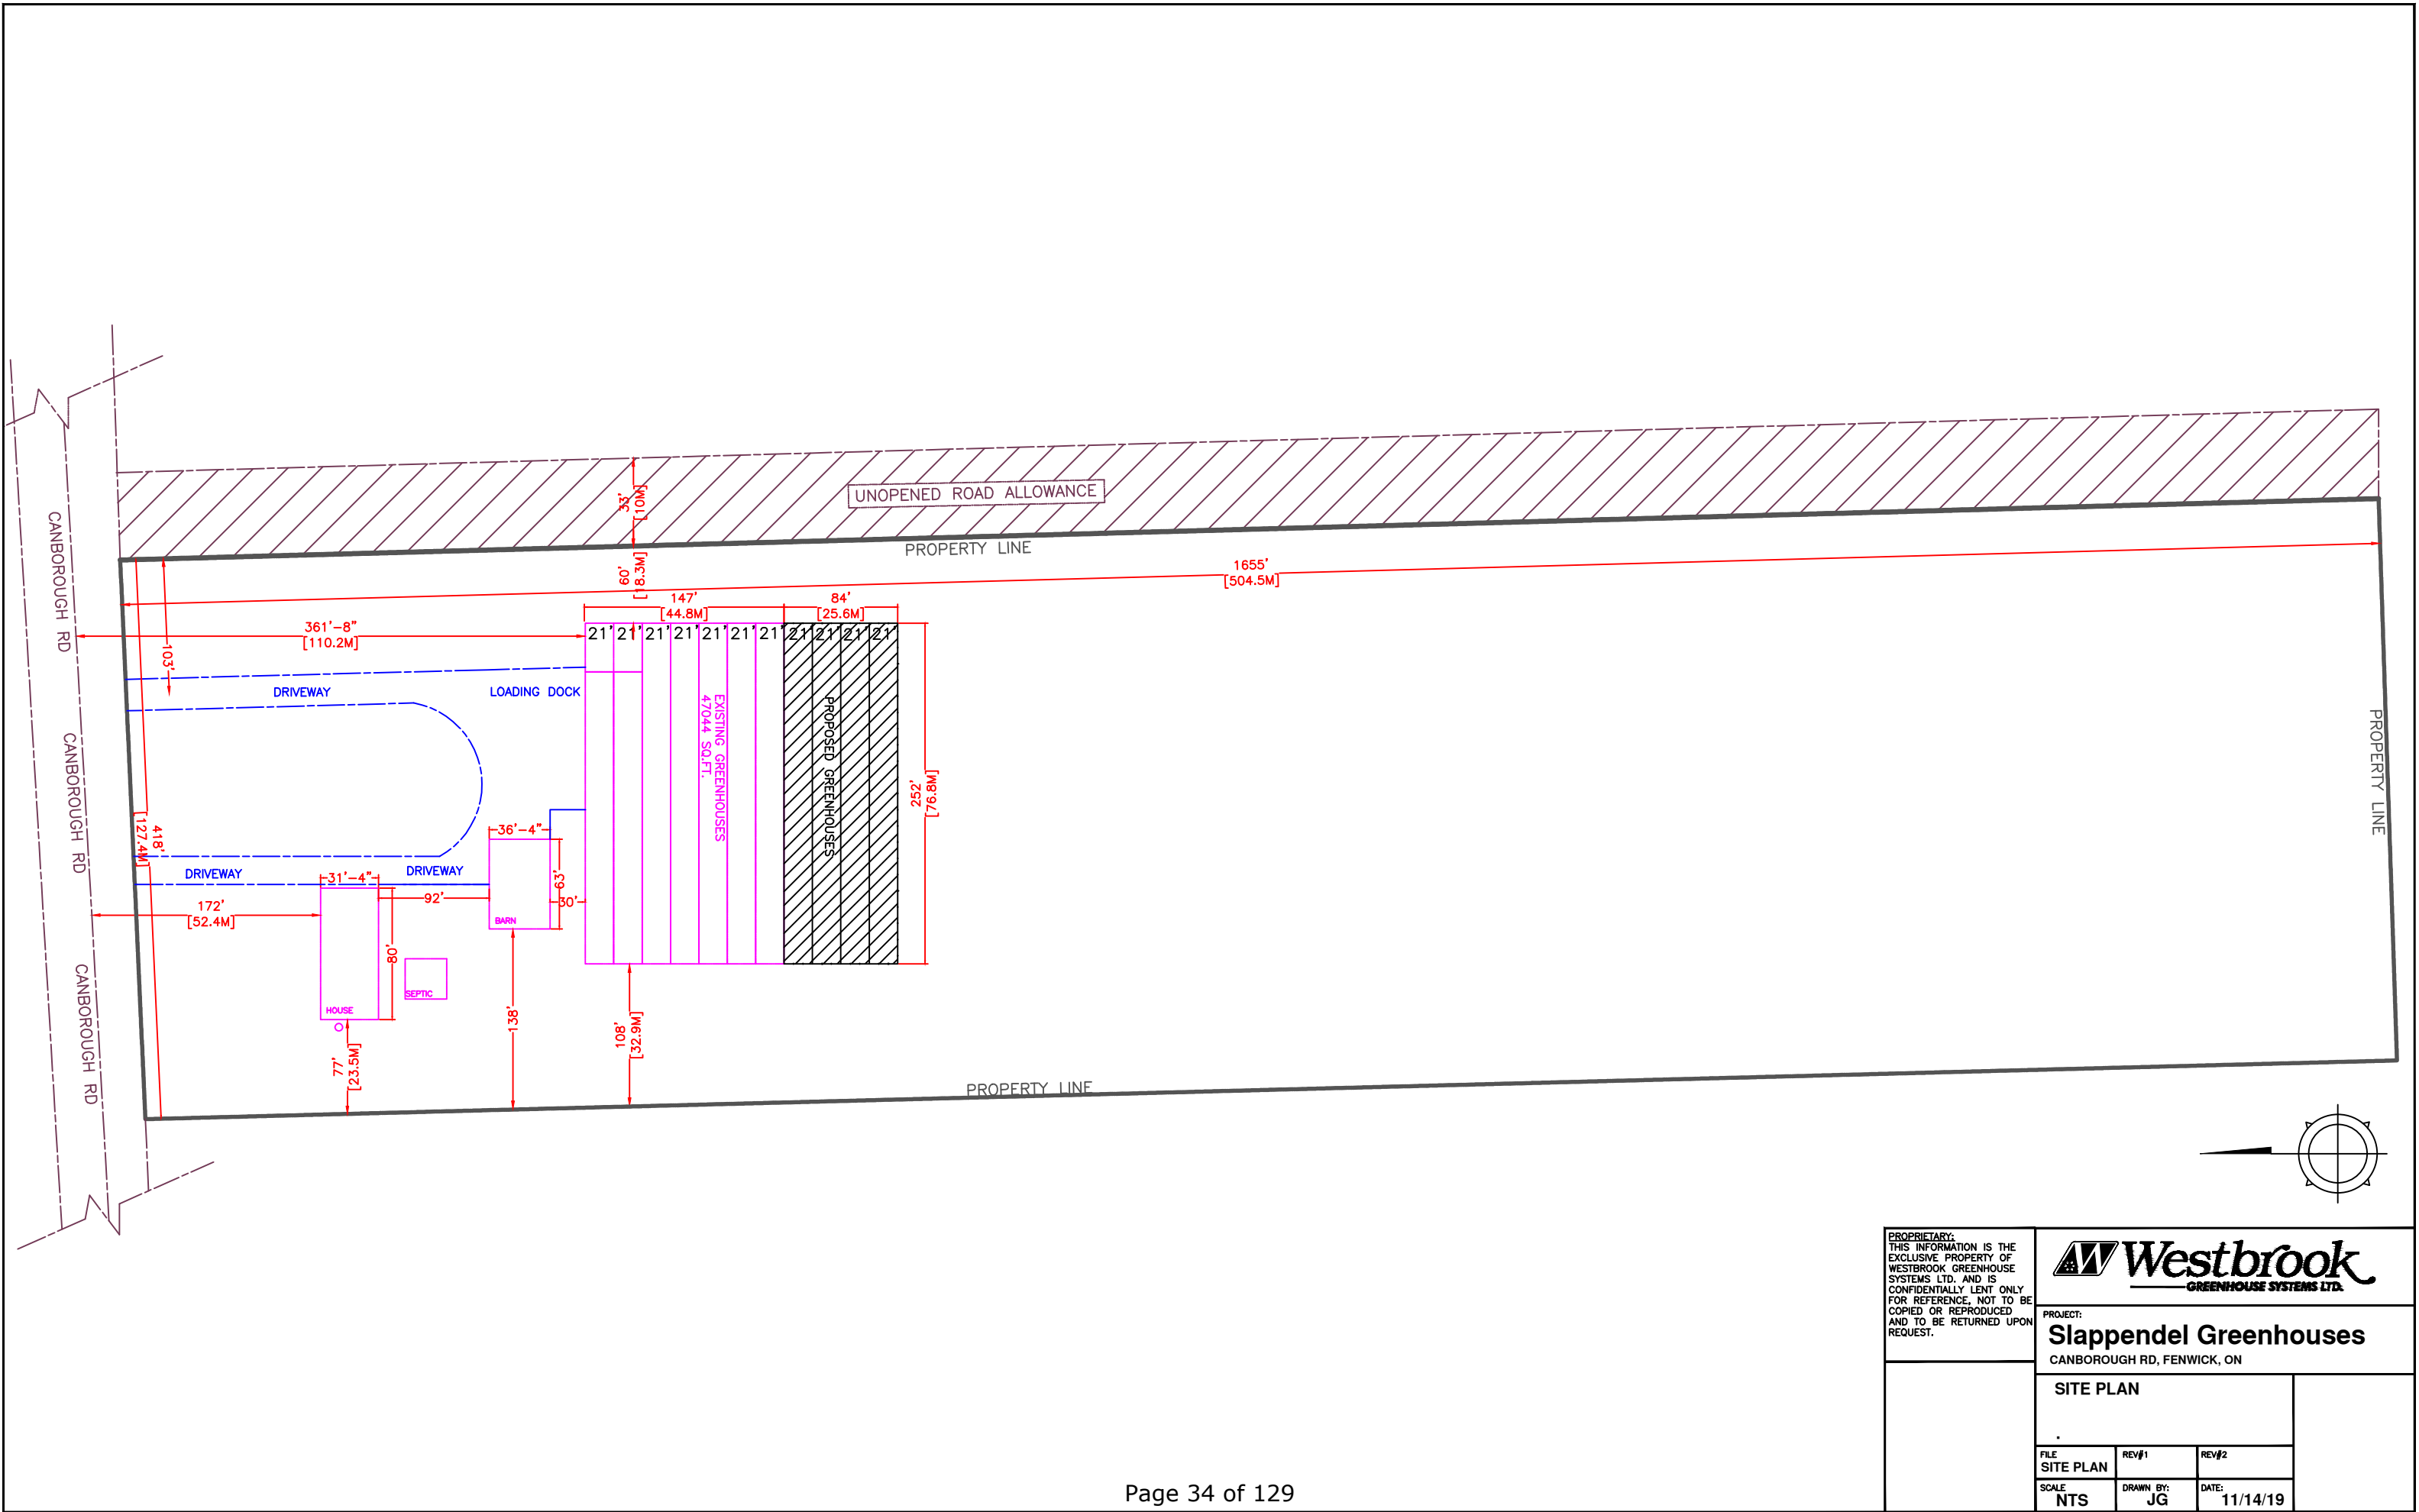 UNOPENED ROAD ALLOWANCE
33'
[10M]
PROPERTY LINE
60'
[18.3M]
1655'
[504.5M]
147'
[44.8M]
84'
[25.6M]
361'-8"
[110.2M]
103'
21' 21' 21' 21' 21' 21' 21' 21' 21' 21' 21'
CANBOROUGH RD
CANBOROUGH RD
CANBOROUGH RD
DRIVEWAY
LOADING DOCK
EXISTING GREENHOUSES
47044 SQ.FT.
PROPOSED GREENHOUSES
252'
[76.8M]
PROPERTY LINE
418'
[127.4M]
36'-4"
63'
30'
DRIVEWAY
DRIVEWAY
31'-4"
92'
172'
[52.4M]
BARN
80'
SEPTIC
HOUSE
138'
108'
[32.9M]
77'
[23.5M]
PROPERTY LINE
PROPRIETARY:
THIS INFORMATION IS THE
EXCLUSIVE PROPERTY OF
WESTBROOK GREENHOUSE
SYSTEMS LTD. AND IS
CONFIDENTIALLY LENT ONLY
FOR REFERENCE, NOT TO BE
COPIED OR REPRODUCED
AND TO BE RETURNED UPON
REQUEST.
Westbrook
GREENHOUSE SYSTEMS LTD.
PROJECT:
Slappendel Greenhouses
CANBOROUGH RD, FENWICK, ON
SITE PLAN
.
FILE
SITE PLAN
REV#1
REV#2
SCALE
NTS
DRAWN BY:
JG
DATE:
11/14/19
Page 34 of 129